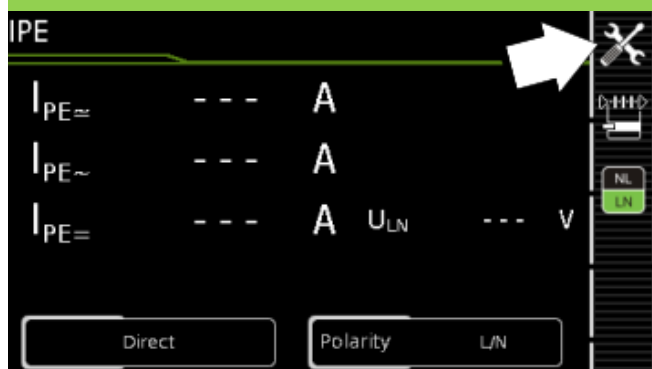 IPE
IPE≂ --- A
IPE~ --- A
IPE= --- A ULN --- V
NL
LN
Direct
Polarity L/N